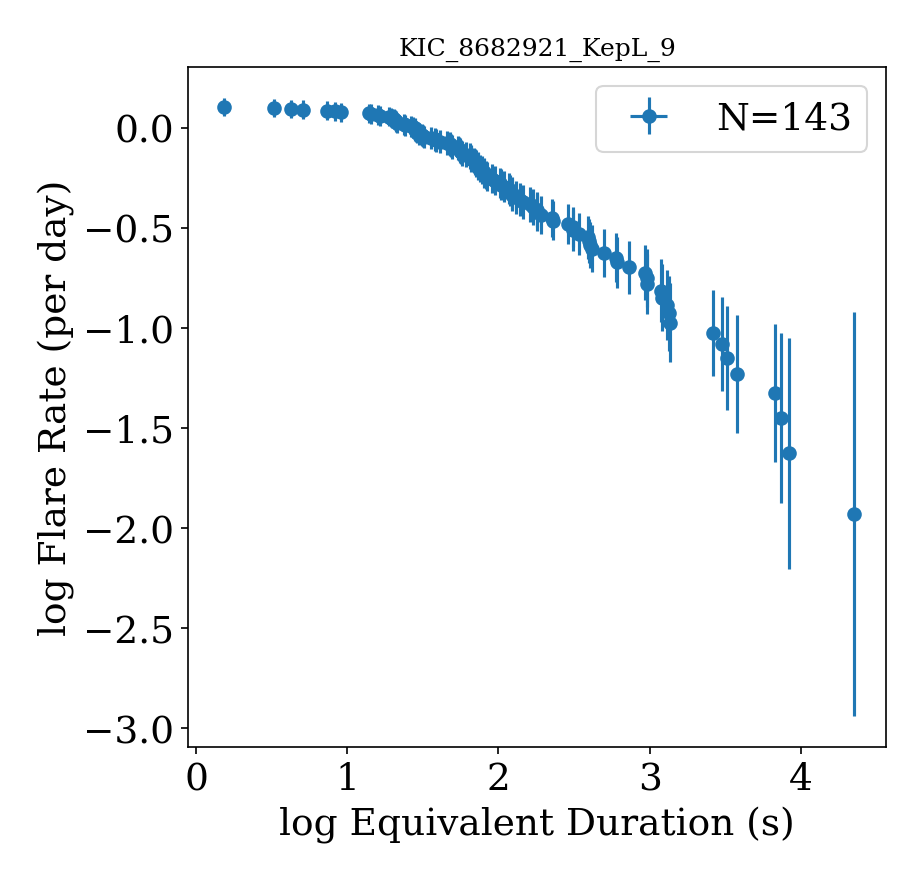 KIC_8682921_KepL_9
N=143
log Flare Rate (per day)
0.0
−0.5
−1.0
−1.5
−2.0
−2.5
−3.0
0 1 2 3 4
log Equivalent Duration (s)